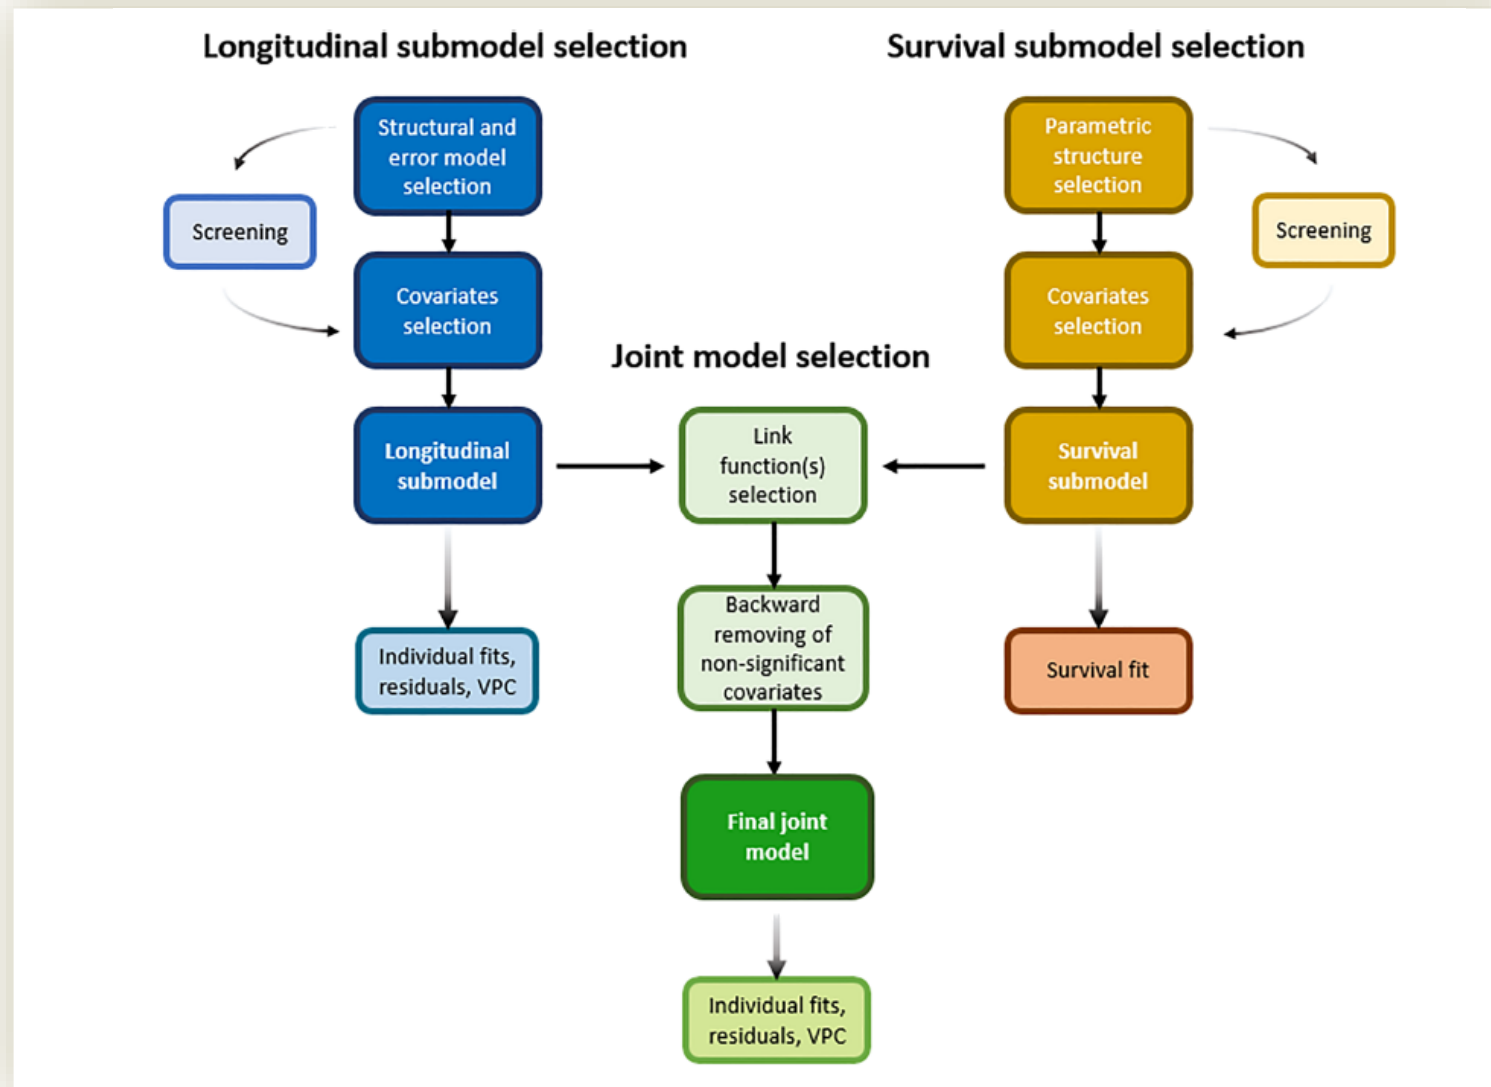 Longitudinal submodel selection
Structural and
error model
selection
Screening
Covariates
selection
Longitudinal
submodel
Individual fits,
residuals, VPC
Survival submodel selection
Parametric
structure
selection
Screening
Covariates
selection
Survival
submodel
Survival fit
Joint model selection
Link
function(s)
selection
Backward
removing of
non-significant
covariates
Final joint
model
Individual fits,
residuals, VPC